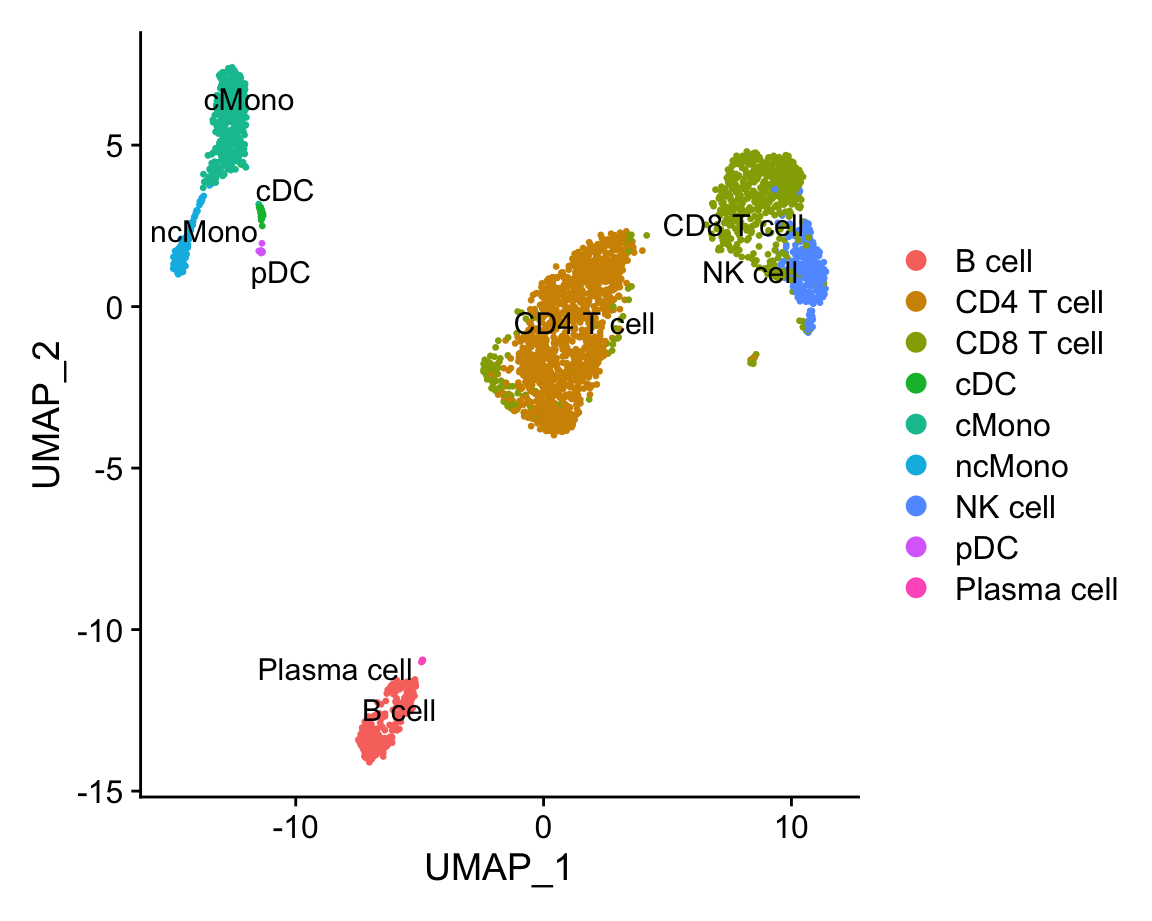 cMono
cDC
ncMono
pDC
CD8 T cell
NK cell
CD4 T cell
Plasma cell
B cell
5
0
-5
-10
-15
UMAP_2
-10
0
10
UMAP_1
B cell
CD4 T cell
CD8 T cell
cDC
cMono
ncMono
NK cell
pDC
Plasma cell